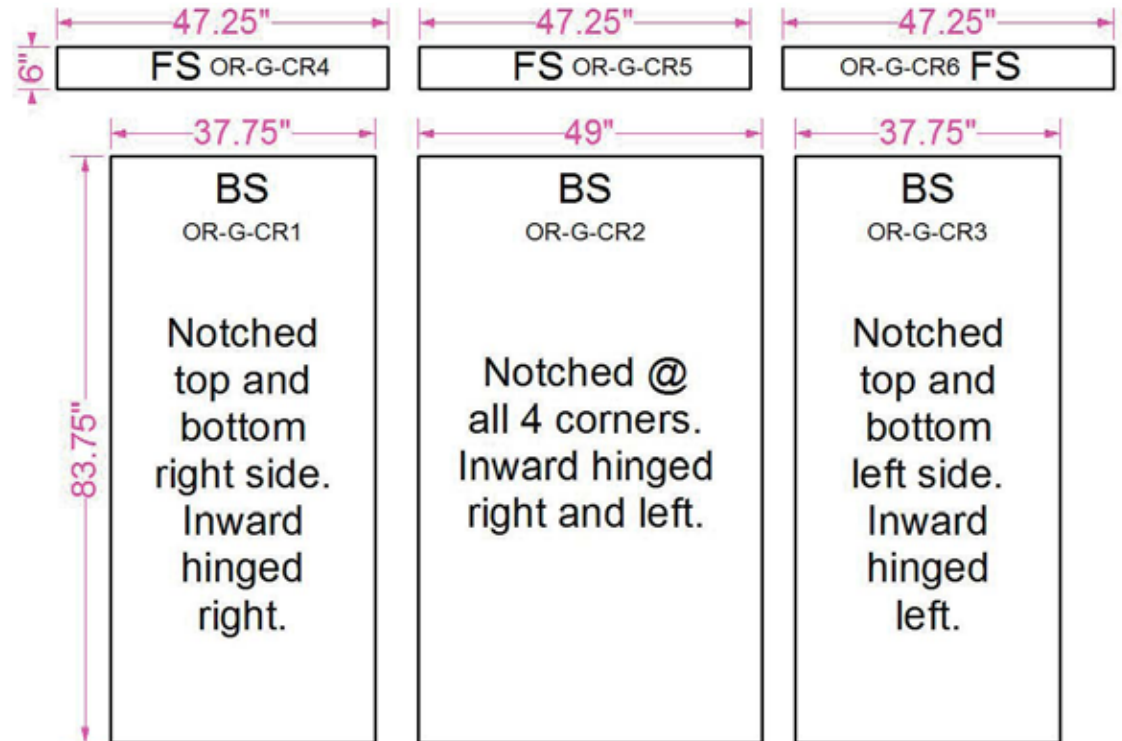 47.25" 47.25" 47.25"
6" FS OR-G-CR4 FS OR-G-CR5 OR-G-CR6 FS
37.75" 49" 37.75"
BS
OR-G-CR1
Notched
top and
bottom
right side.
Inward
hinged
right.
BS
OR-G-CR2
Notched @
all 4 corners.
Inward hinged
right and left.
BS
OR-G-CR3
Notched
top and
bottom
left side.
Inward
hinged
left.
83.75"